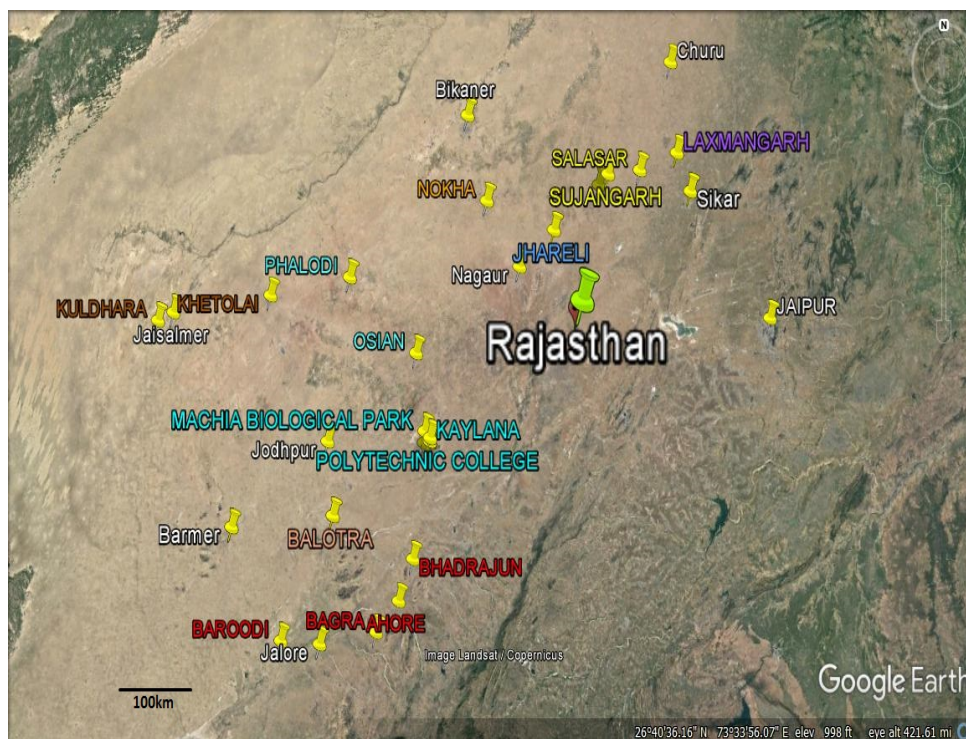 N
Churu
Bikaner
LAXMANGARH
SALASAR
NOKHA
SUJANGARH
Sikar
JHARELI
PHALODI
Nagaur
KULDHARA
KHETOLAI
JAIPUR
Jaisalmer
OSIAN
Rajasthan
MACHIA BIOLOGICAL PARK
KAYLANA
Jodhpur
POLYTECHNIC COLLEGE
Barmer
BALOTRA
BHADRAJUN
BAROODI
BAGRA
AHORE
Jalore
Image Landsat / Copernicus
Google Earth
100km
26°40'36.16" N 73°33'56.07" E elev 998 ft eye alt 421.61 mi